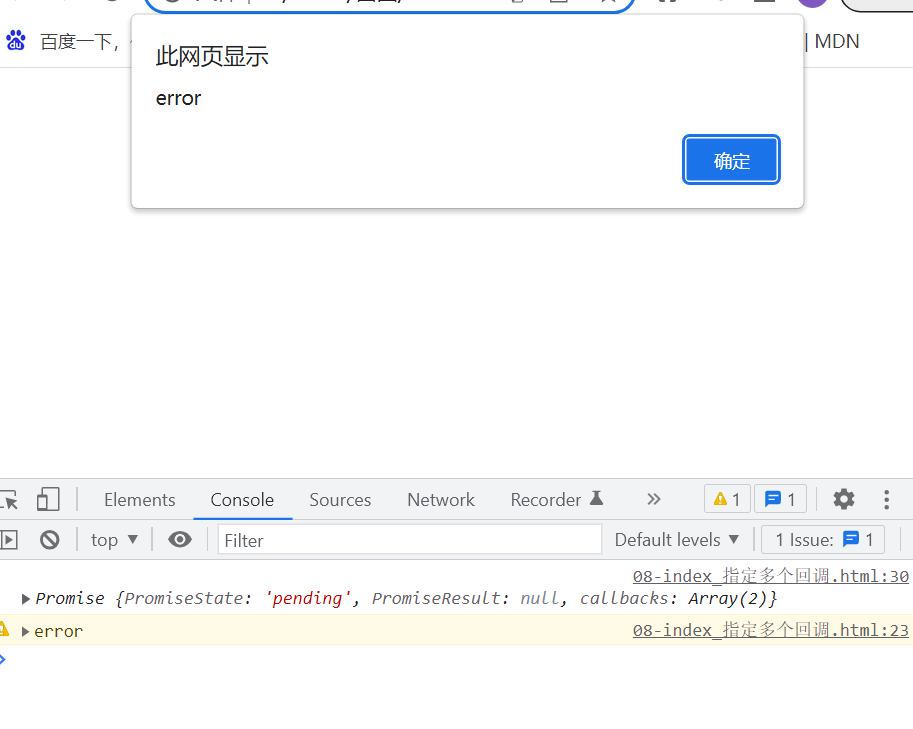 百度一下，
| MDN
此网页显示
error
确定
Elements Console Sources Network Recorder 1 1
top Filter Default levels ▼ 1 Issue: 1
08-index_指定多个回调.html:30
Promise {PromiseState: 'pending', PromiseResult: null, callbacks: Array(2)}
error 08-index_指定多个回调.html:23